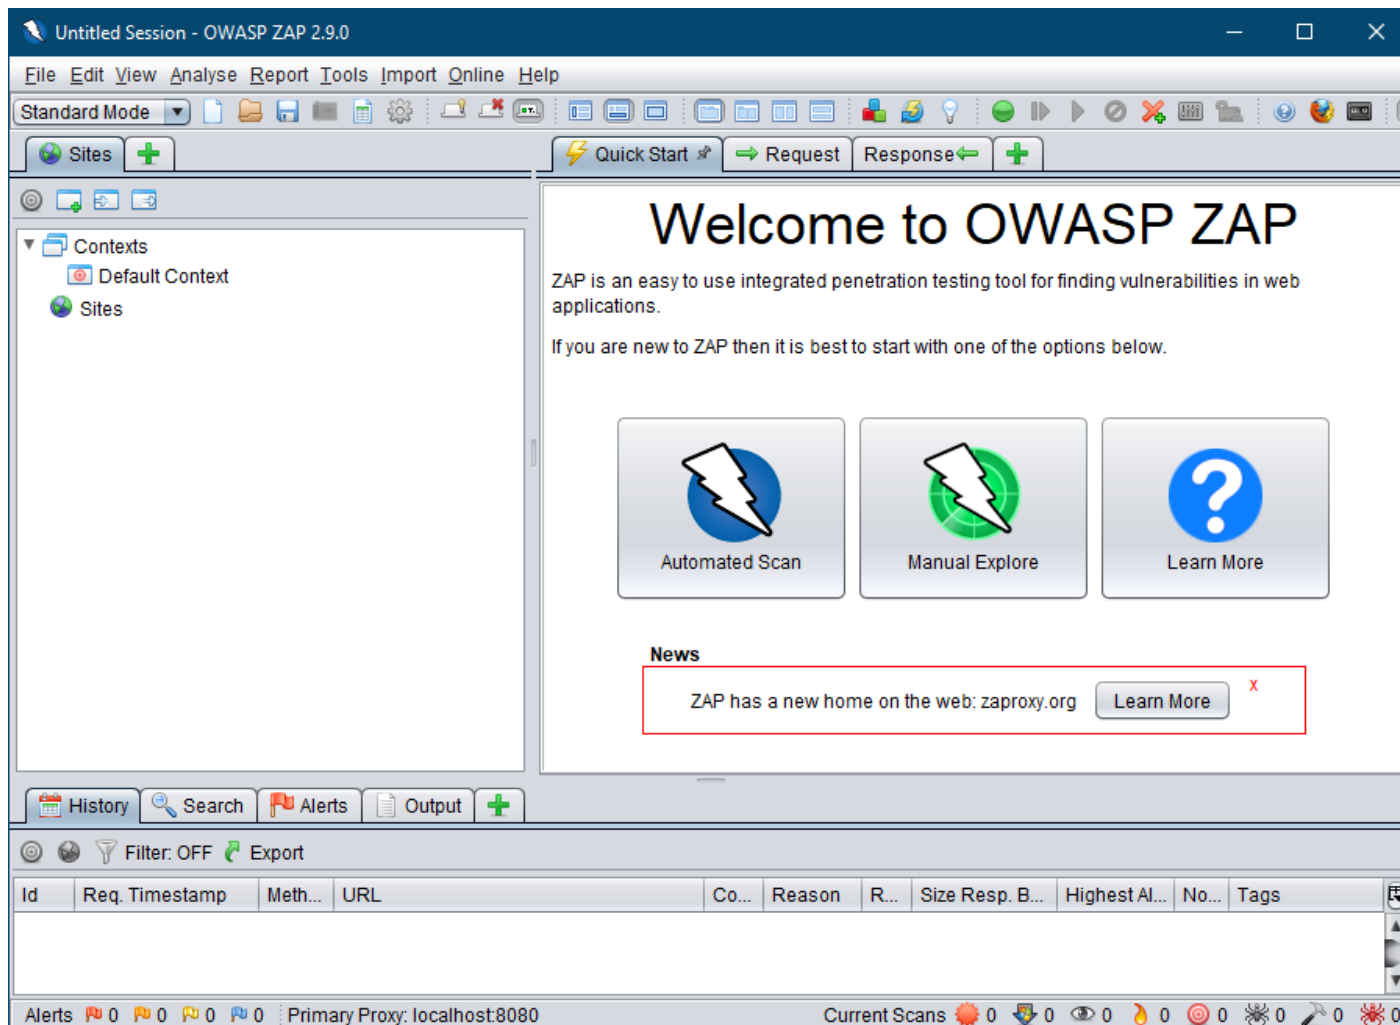 Untitled Session - OWASP ZAP 2.9.0
File Edit View Analyse Report Tools Import Online Help
Standard Mode
Sites
Quick Start
Request
Response
Contexts
Default Context
Sites
Welcome to OWASP ZAP
ZAP is an easy to use integrated penetration testing tool for finding vulnerabilities in web
applications.
If you are new to ZAP then it is best to start with one of the options below.
Automated Scan
Manual Explore
Learn More
News
ZAP has a new home on the web: zaproxy.org
Learn More
x
History
Search
Alerts
Output
Filter: OFF
Export
Id
Req. Timestamp
Meth...
URL
Co...
Reason
R...
Size Resp. B...
Highest Al...
No...
Tags
Alerts 0 0 0 0 Primary Proxy: localhost:8080
Current Scans 0 0 0 0 0 0 0 0